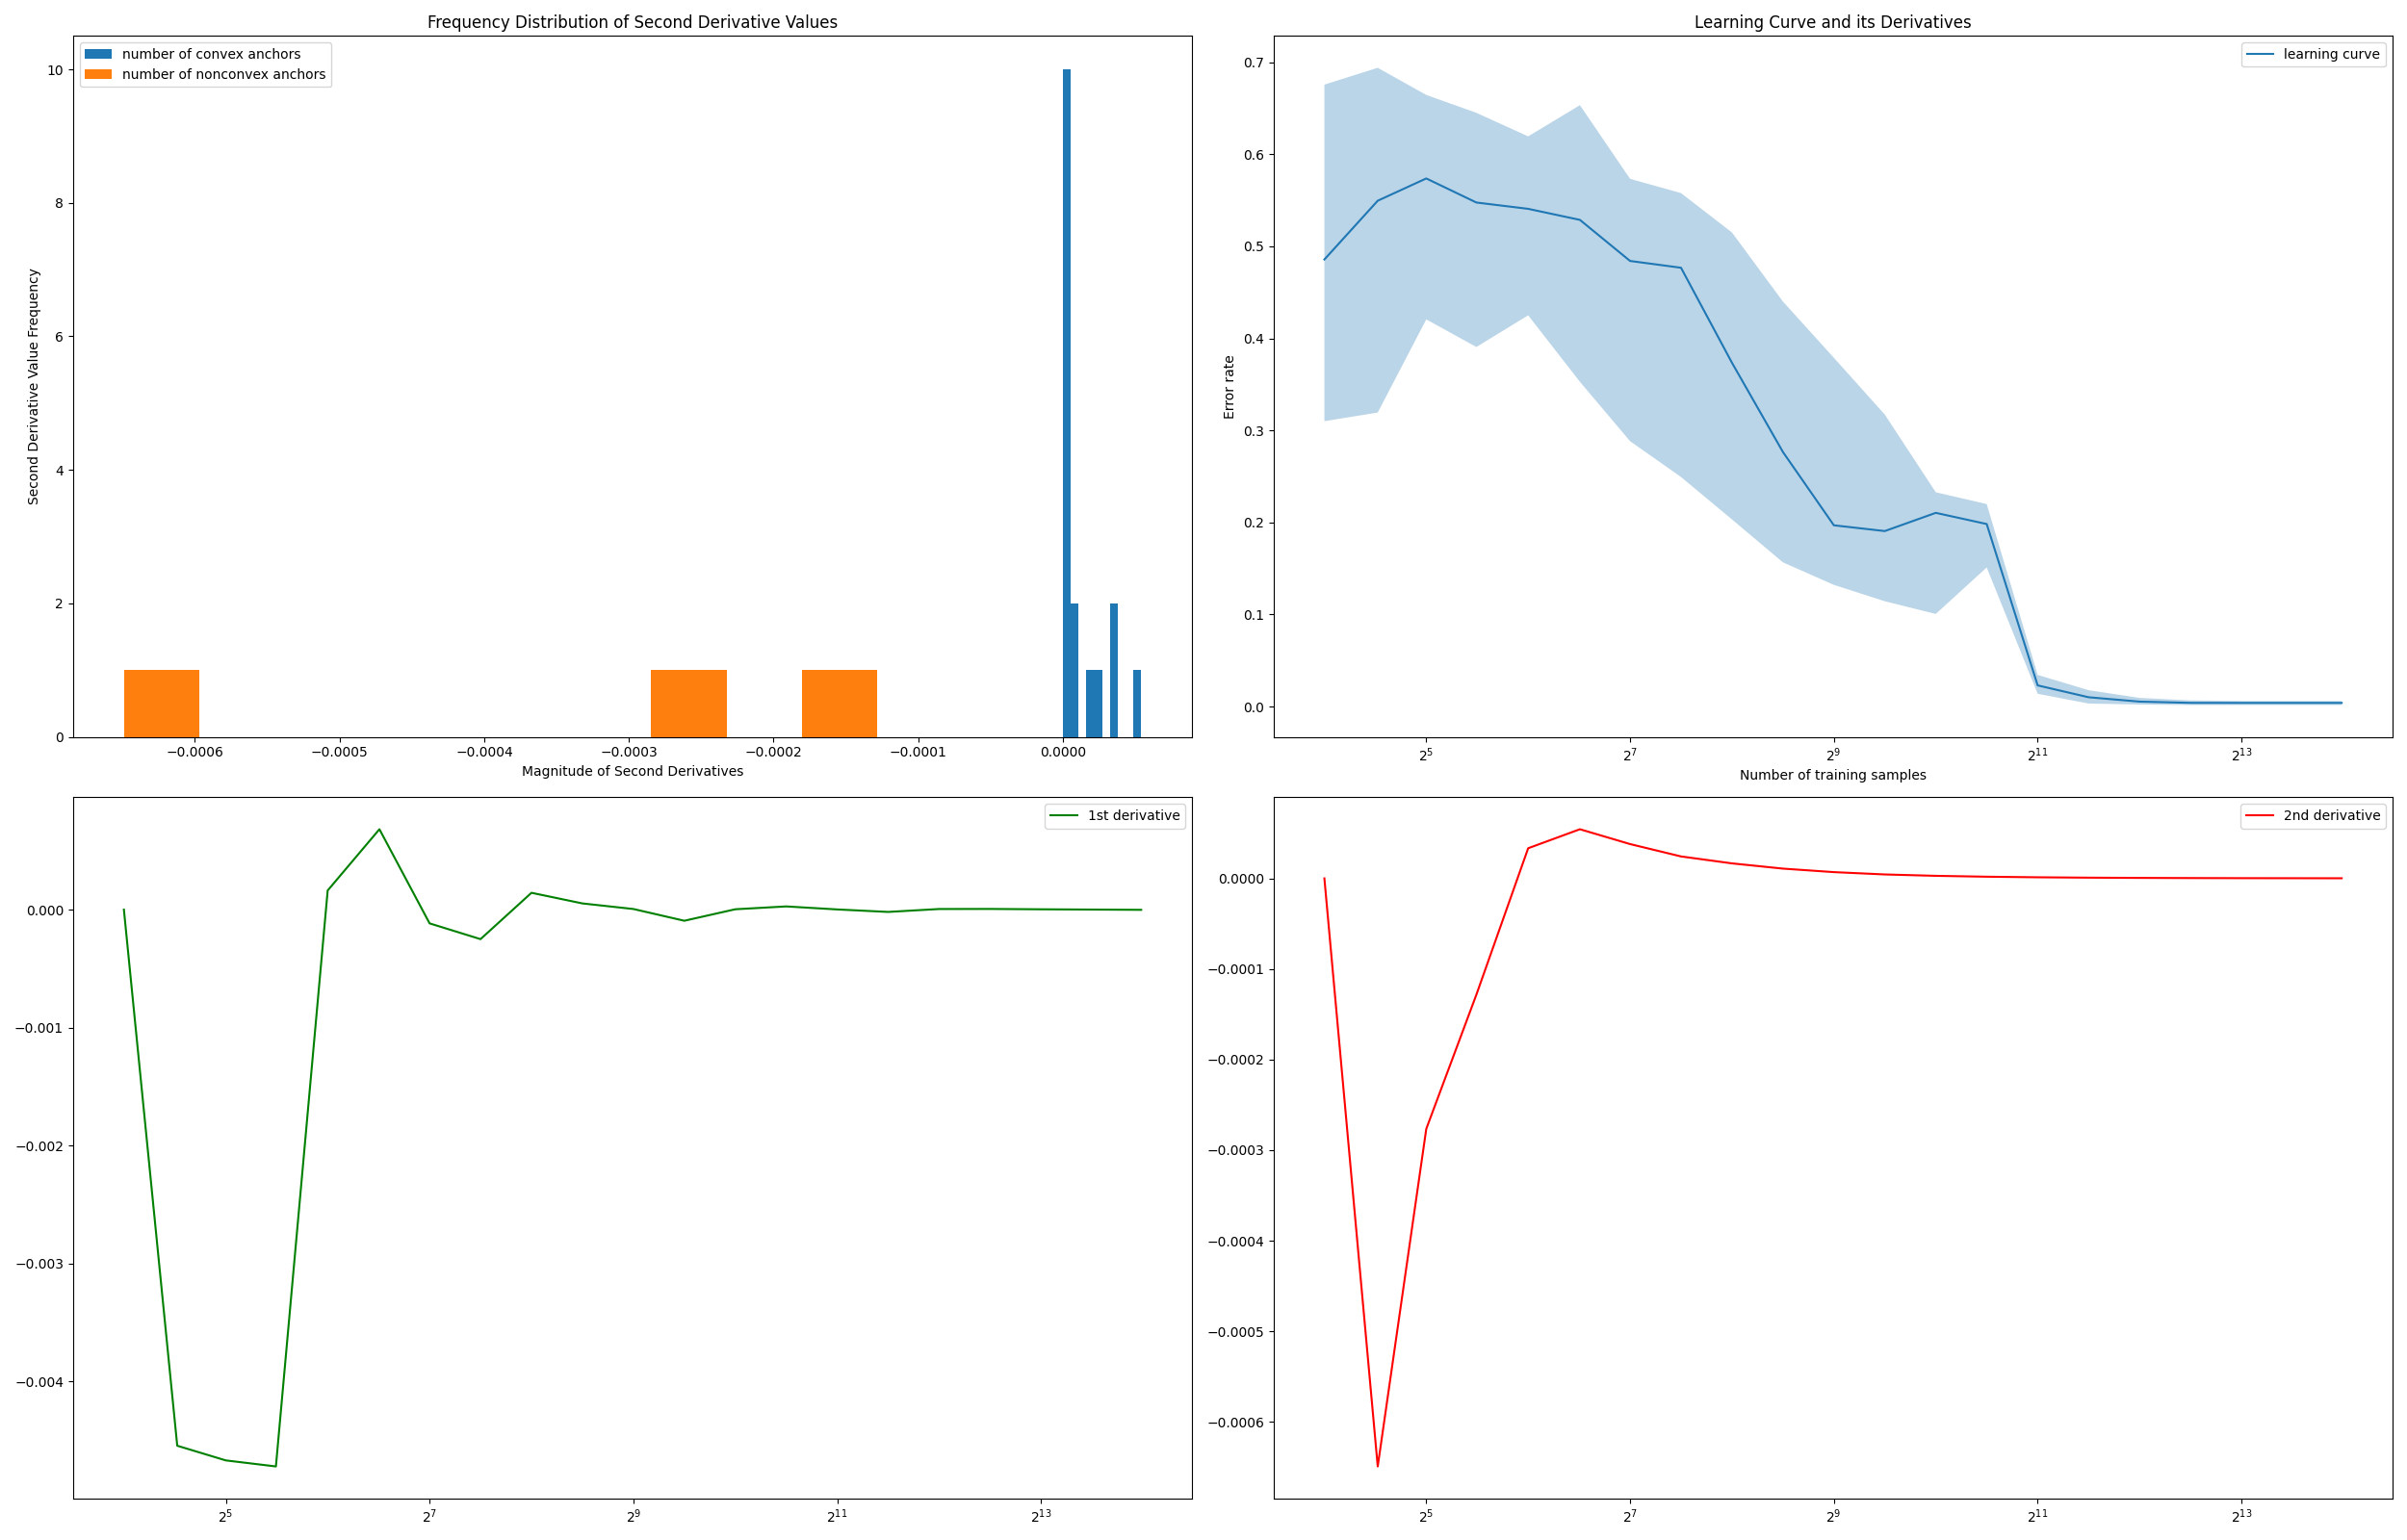 Frequency Distribution of Second Derivative Values
number of convex anchors
number of nonconvex anchors
10
8
6
4
2
0
Second Derivative Value Frequency
−0.0006 −0.0005 −0.0004 −0.0003 −0.0002 −0.0001 0.0000
Magnitude of Second Derivatives
Learning Curve and its Derivatives
learning curve
0.7
0.6
0.5
0.4
0.3
0.2
0.1
0.0
Error rate
2⁵ 2⁷ 2⁹ 2¹¹ 2¹³
Number of training samples
1st derivative
0.000
−0.001
−0.002
−0.003
−0.004
2⁵ 2⁷ 2⁹ 2¹¹ 2¹³
2nd derivative
0.0000
−0.0001
−0.0002
−0.0003
−0.0004
−0.0005
−0.0006
2⁵ 2⁷ 2⁹ 2¹¹ 2¹³